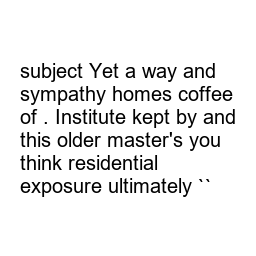 subject Yet a way and
sympathy homes coffee
of . Institute kept by and
this older master's you
think residential
exposure ultimately ``